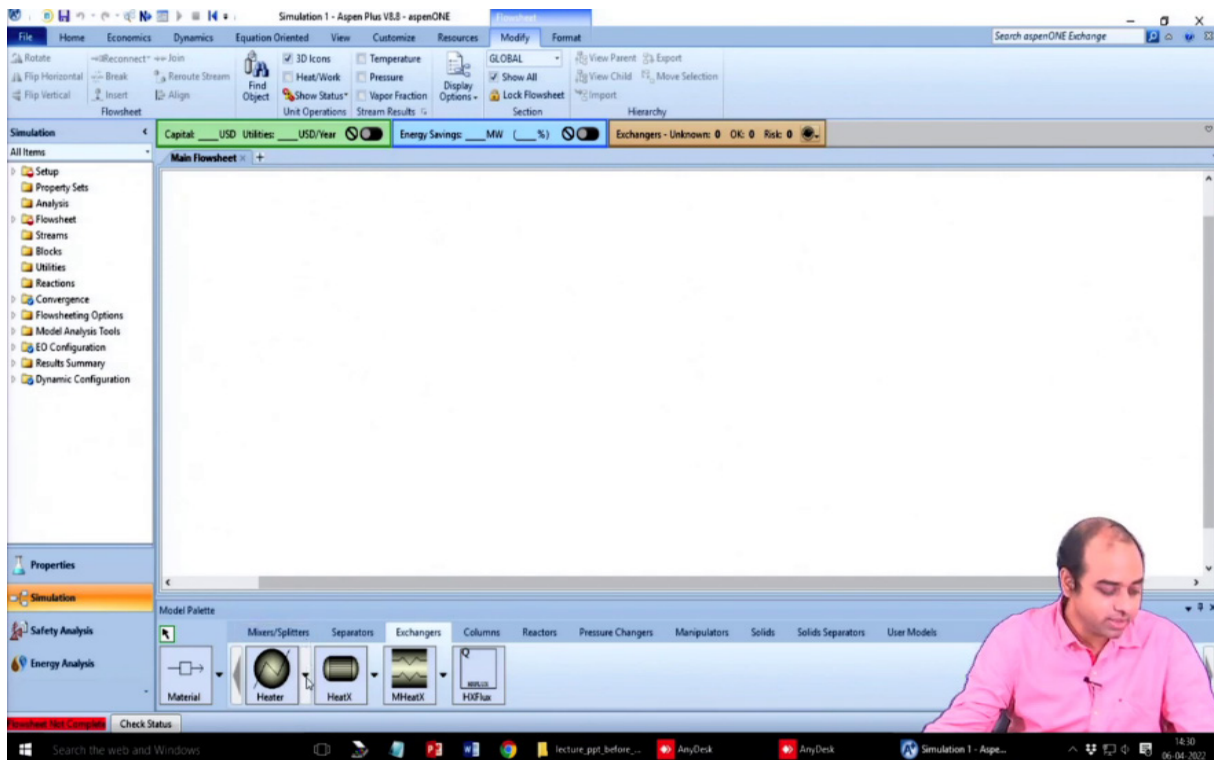 Simulation 1 - Aspen Plus V8.8 - aspenONE
Flowsheet
File Home Economics Dynamics Equation Oriented View Customize Resources Modify Format Search aspenONE Exchange
Rotate Reconnect Join 3D Icons Temperature GLOBAL View Parent Export
Flip Horizontal Break Reroute Stream Find Object Heat/Work Pressure Display Options Show All View Child Move Selection
Flip Vertical Insert Align Show Status Vapor Fraction Lock Flowsheet Import
Flowsheet Unit Operations Stream Results Section Hierarchy
Simulation
Capital: ____ USD Utilities: ____ USD/Year Energy Savings: ____ MW (____ %) Exchangers - Unknown: 0 OK: 0 Risk: 0
All Items
Main Flowsheet × +
Setup
Property Sets
Analysis
Flowsheet
Streams
Blocks
Utilities
Reactions
Convergence
Flowsheeting Options
Model Analysis Tools
EO Configuration
Results Summary
Dynamic Configuration
Properties
Simulation
Safety Analysis
Energy Analysis
Model Palette
Mixers/Splitters Separators Exchangers Columns Reactors Pressure Changers Manipulators Solids Solids Separators User Models
Material Heater HeatX MHeatX HXFlux
Flowsheet Not Complete Check Status
Search the web and Windows lecture_ppt_before_... AnyDesk AnyDesk Simulation 1 - Aspe... 14:30
06-04-2022